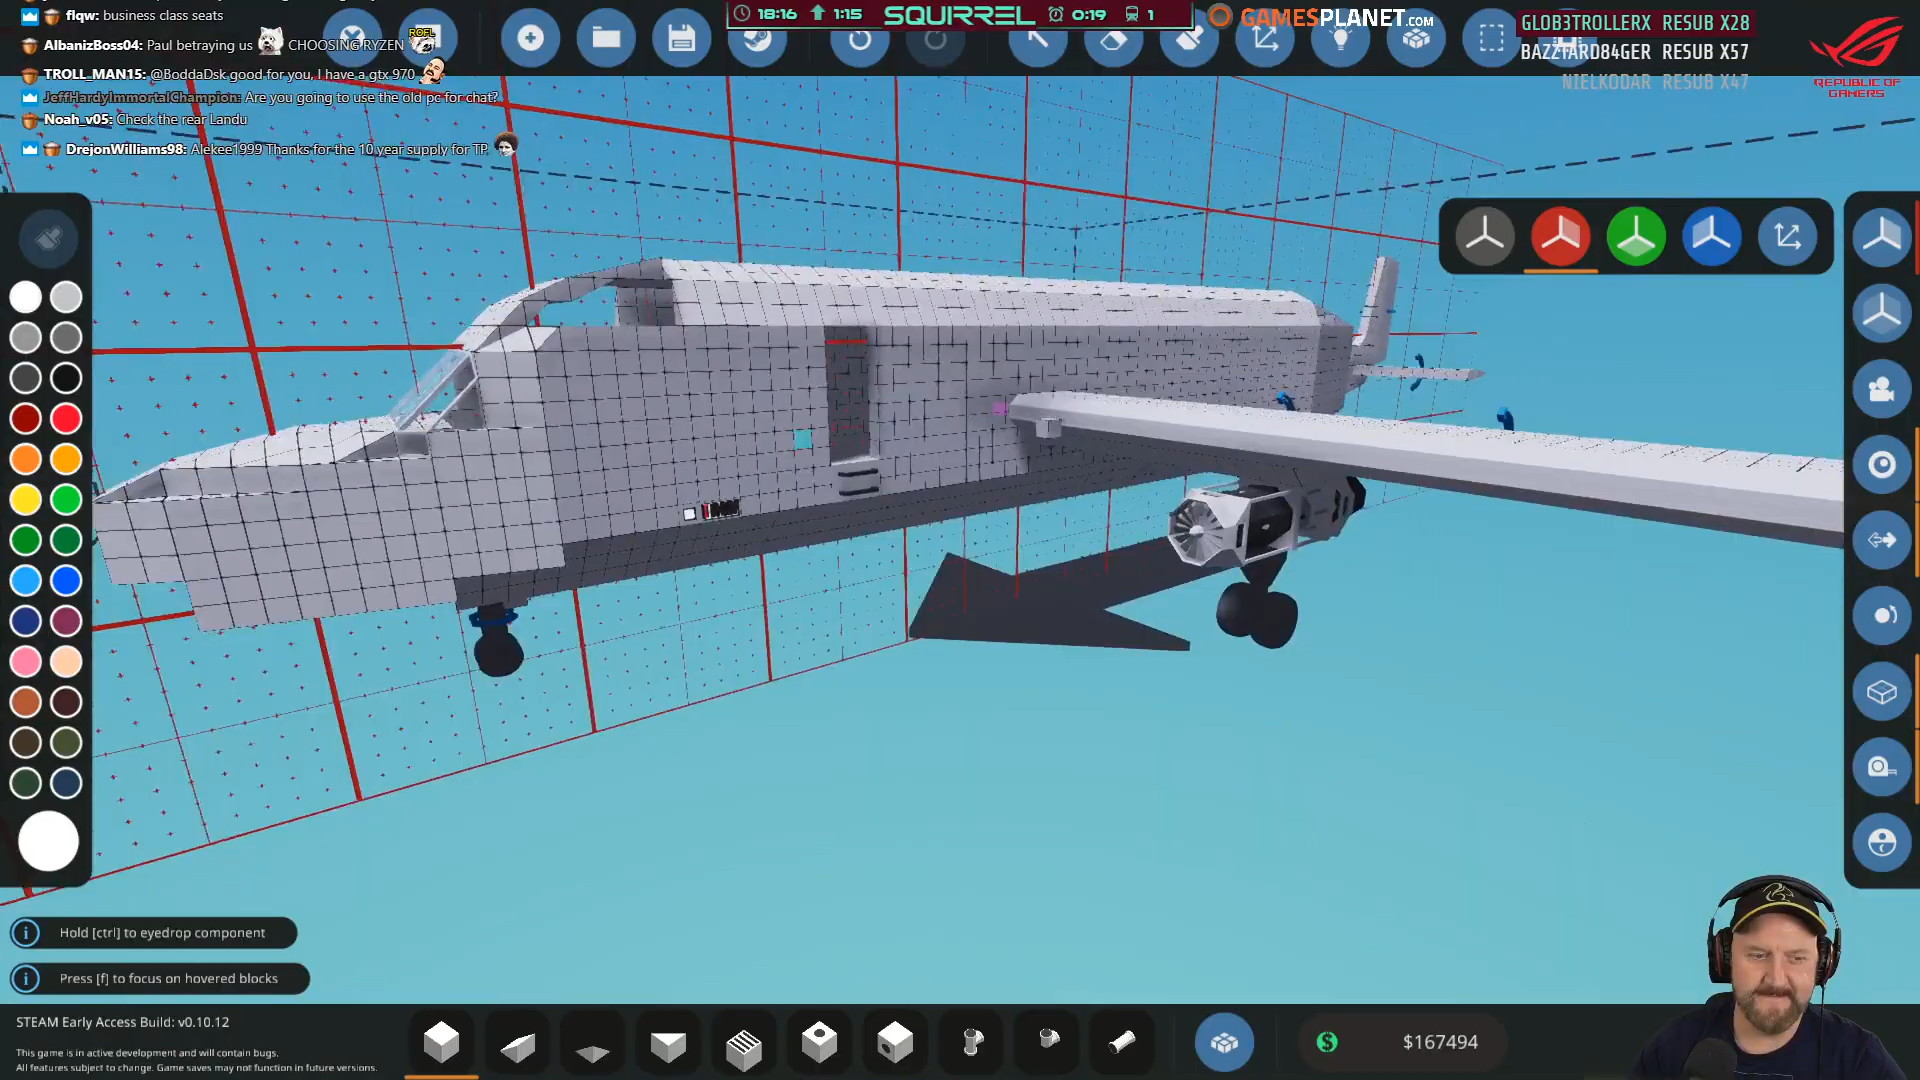 flqw: business class seats
AlbanizBoss04: Paul betraying us CHOOSING RYZEN ROFL
TROLL_MAN15: @BoddaDsk good for you, I have a gtx 970
JeffHardyImmortalChampion: Are you going to use the old pc for chat?
Noah_v05: Check the rear Landu
DrejonWilliams98: Alekee1999 Thanks for the 10 year supply for TP
18:16 1:15 SQUIRREL 0:19 1
GAMESPLANET.COM
GLOB3TROLLERX RESUB X28
BAZZTARD84GER RESUB X57
NIELKODAR RESUB X47
REPUBLIC OF
GAMERS
Hold [ctrl] to eyedrop component
Press [f] to focus on hovered blocks
STEAM Early Access Build: v0.10.12
This game is in active development and will contain bugs.
All features subject to change. Game saves may not function in future versions.
$167494